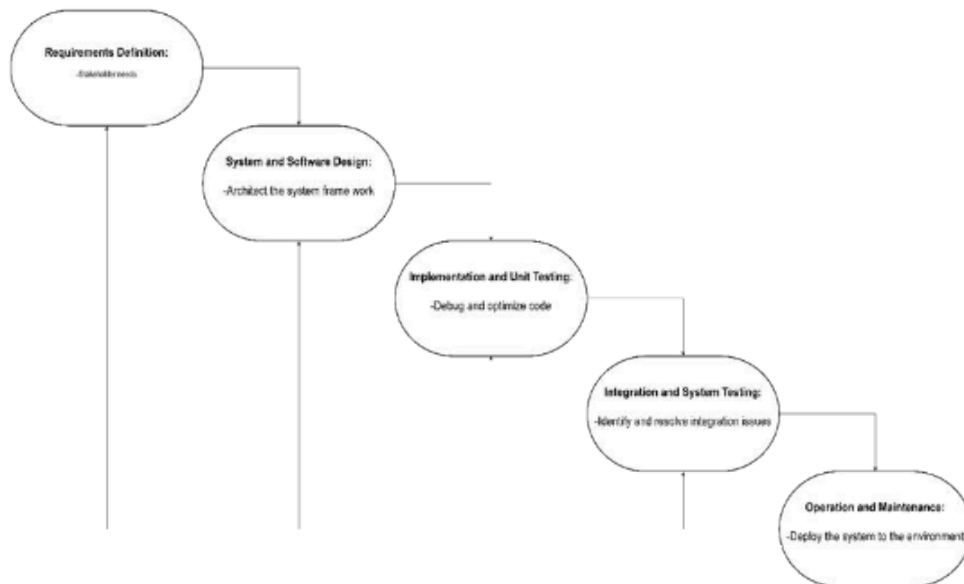 Requirements Definition:
-Stakeholder needs
System and Software Design:
-Architect the system frame work
Implementation and Unit Testing:
-Debug and optimize code
Integration and System Testing:
-Identify and resolve integration issues
Operation and Maintenance:
-Deploy the system to the environment